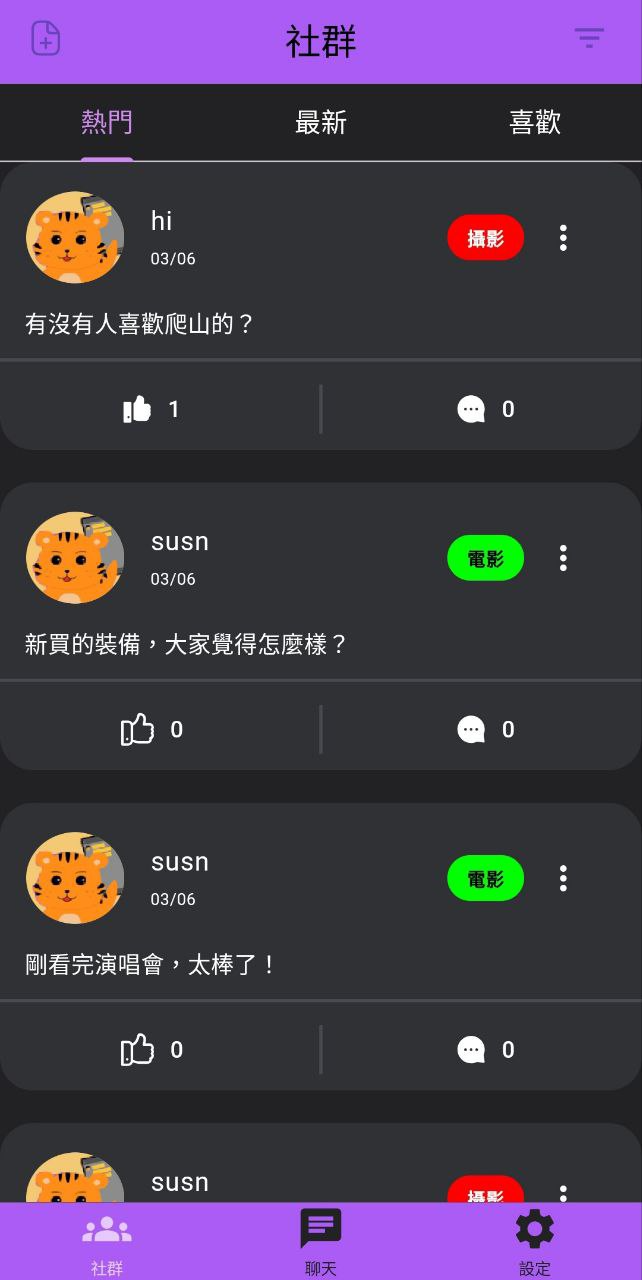 社群
熱門 最新 喜歡
hi
03/06
攝影
有沒有人喜歡爬山的？
1 0
susn
03/06
電影
新買的裝備，大家覺得怎麼樣？
0 0
susn
03/06
電影
剛看完演唱會，太棒了！
0 0
susn
攝影
社群 聊天 設定